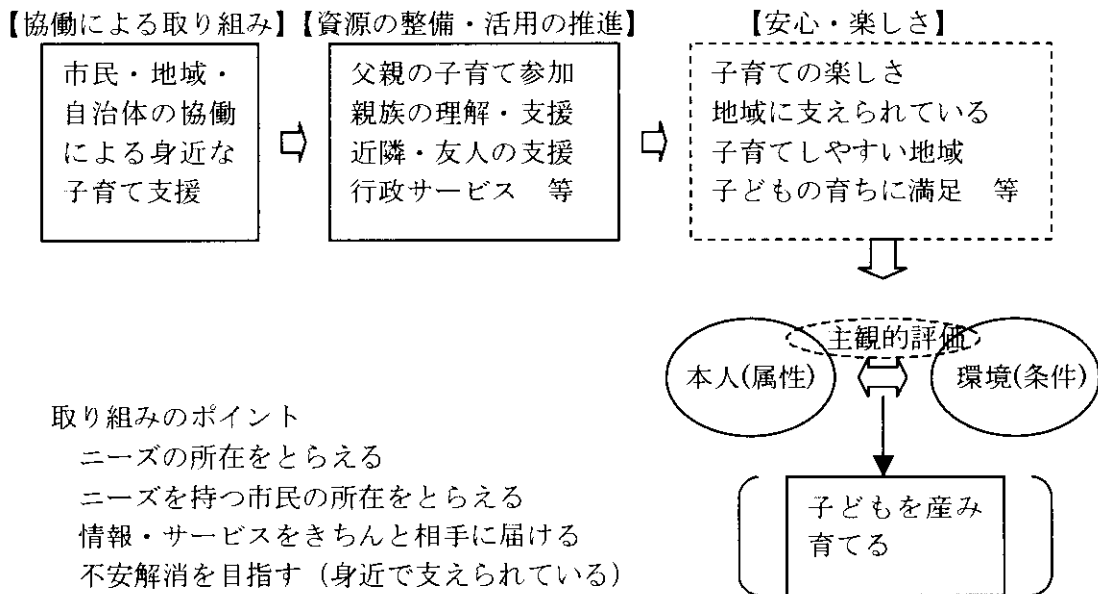 【協働による取り組み】【資源の整備・活用の推進】
【安心・楽しさ】
市民・地域・
自治体の協働
による身近な
子育て支援
父親の子育て参加
親族の理解・支援
近隣・友人の支援
行政サービス　等
子育ての楽しさ
地域に支えられている
子育てしやすい地域
子どもの育ちに満足　等
主観的評価
本人(属性)
環境(条件)
取り組みのポイント
ニーズの所在をとらえる
ニーズを持つ市民の所在をとらえる
情報・サービスをきちんと相手に届ける
不安解消を目指す（身近で支えられている）
子どもを産み
育てる